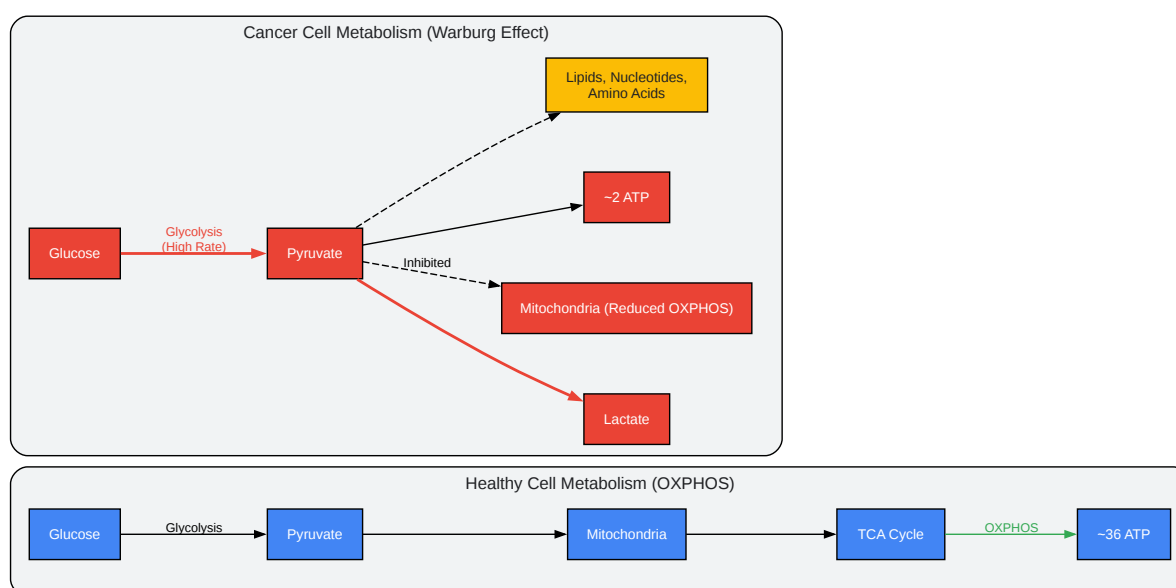 Cancer Cell Metabolism (Warburg Effect)
Lipids, Nucleotides,
Amino Acids
~2 ATP
Glycolysis
(High Rate)
Glucose
Pyruvate
Inhibited
Mitochondria (Reduced OXPHOS)
Lactate
Healthy Cell Metabolism (OXPHOS)
Glucose
Glycolysis
Pyruvate
Mitochondria
TCA Cycle
OXPHOS
~36 ATP